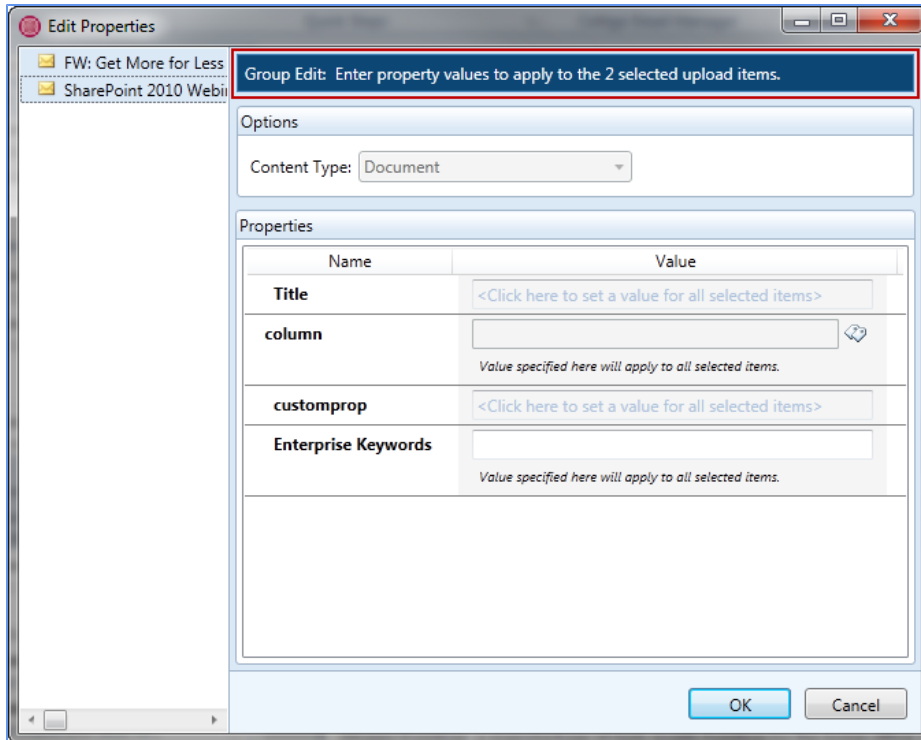 Edit Properties
FW: Get More for Less
SharePoint 2010 Webi
Group Edit: Enter property values to apply to the 2 selected upload items.
Options
Content Type: Document
Properties
Name Value
Title <Click here to set a value for all selected items>
column
Value specified here will apply to all selected items.
customprop <Click here to set a value for all selected items>
Enterprise Keywords
Value specified here will apply to all selected items.
OK Cancel